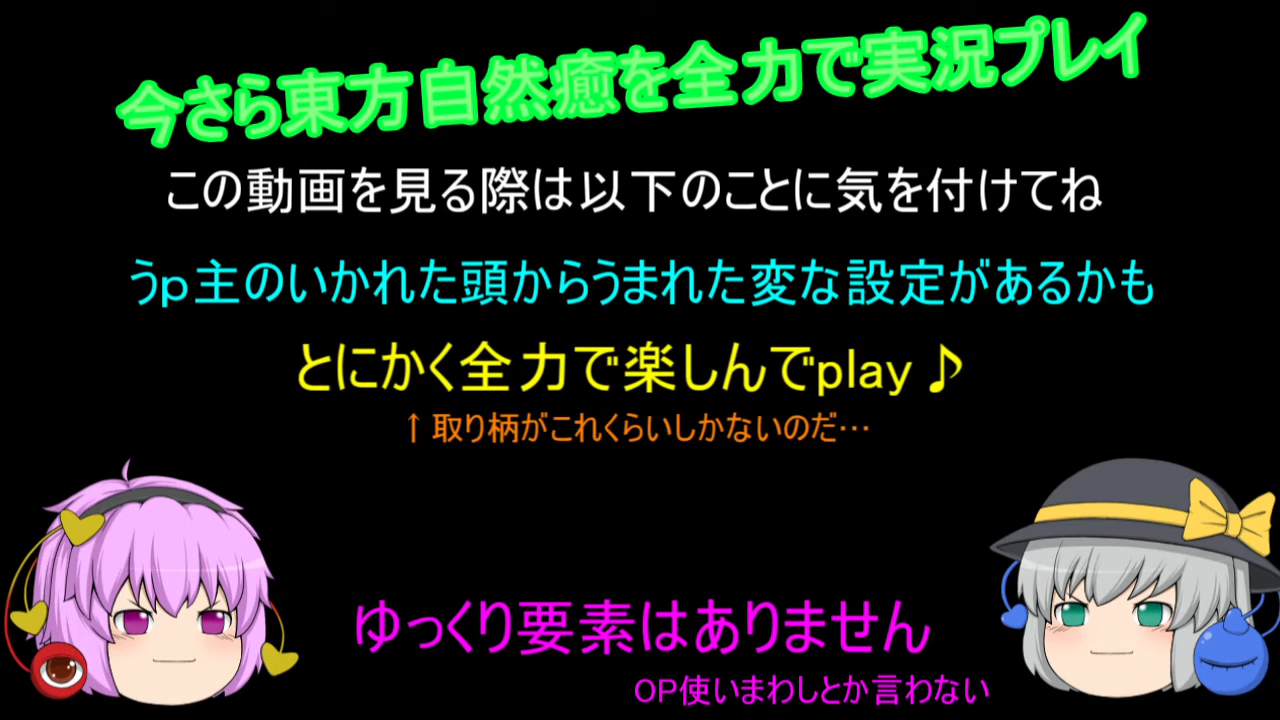 今さら東方自然癒を全力で実況プレイ
この動画を見る際は以下のことに気を付けてね
うp主のいかれた頭からうまれた変な設定があるかも
とにかく全力で楽しんでplay♪
↑取り柄がこれくらいしかないのだ…
ゆっくり要素はありません
OP使いまわしとか言わない